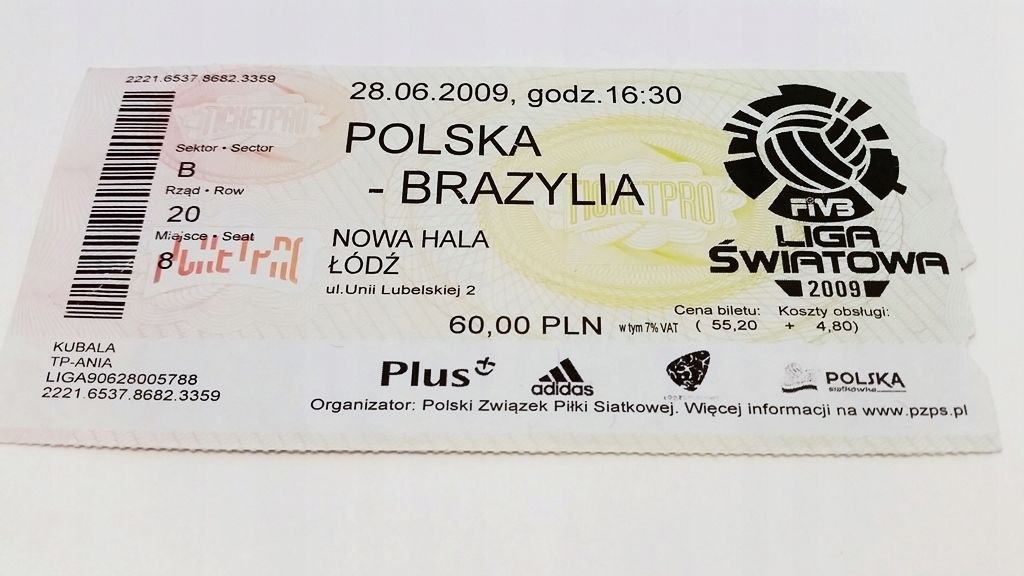 2221.6537.8682.3359
28.06.2009, godz.16:30
POLSKA
- BRAZYLIA
TICKETPRO
TICKETPRO
Sektor • Sector
B
Rząd • Row
20
Miejsce • Seat
8
NOWA HALA
ŁÓDŹ
ul.Unii Lubelskiej 2
FIVB
LIGA
ŚWIATOWA
2009
60,00 PLN w tym 7% VAT
Cena biletu: Koszty obsługi:
( 55,20 + 4,80)
KUBALA
TP-ANIA
LIGA90628005788
2221.6537.8682.3359
Plus
adidas
POLSKA
siatkówka
Organizator: Polski Związek Piłki Siatkowej. Więcej informacji na www.pzps.pl